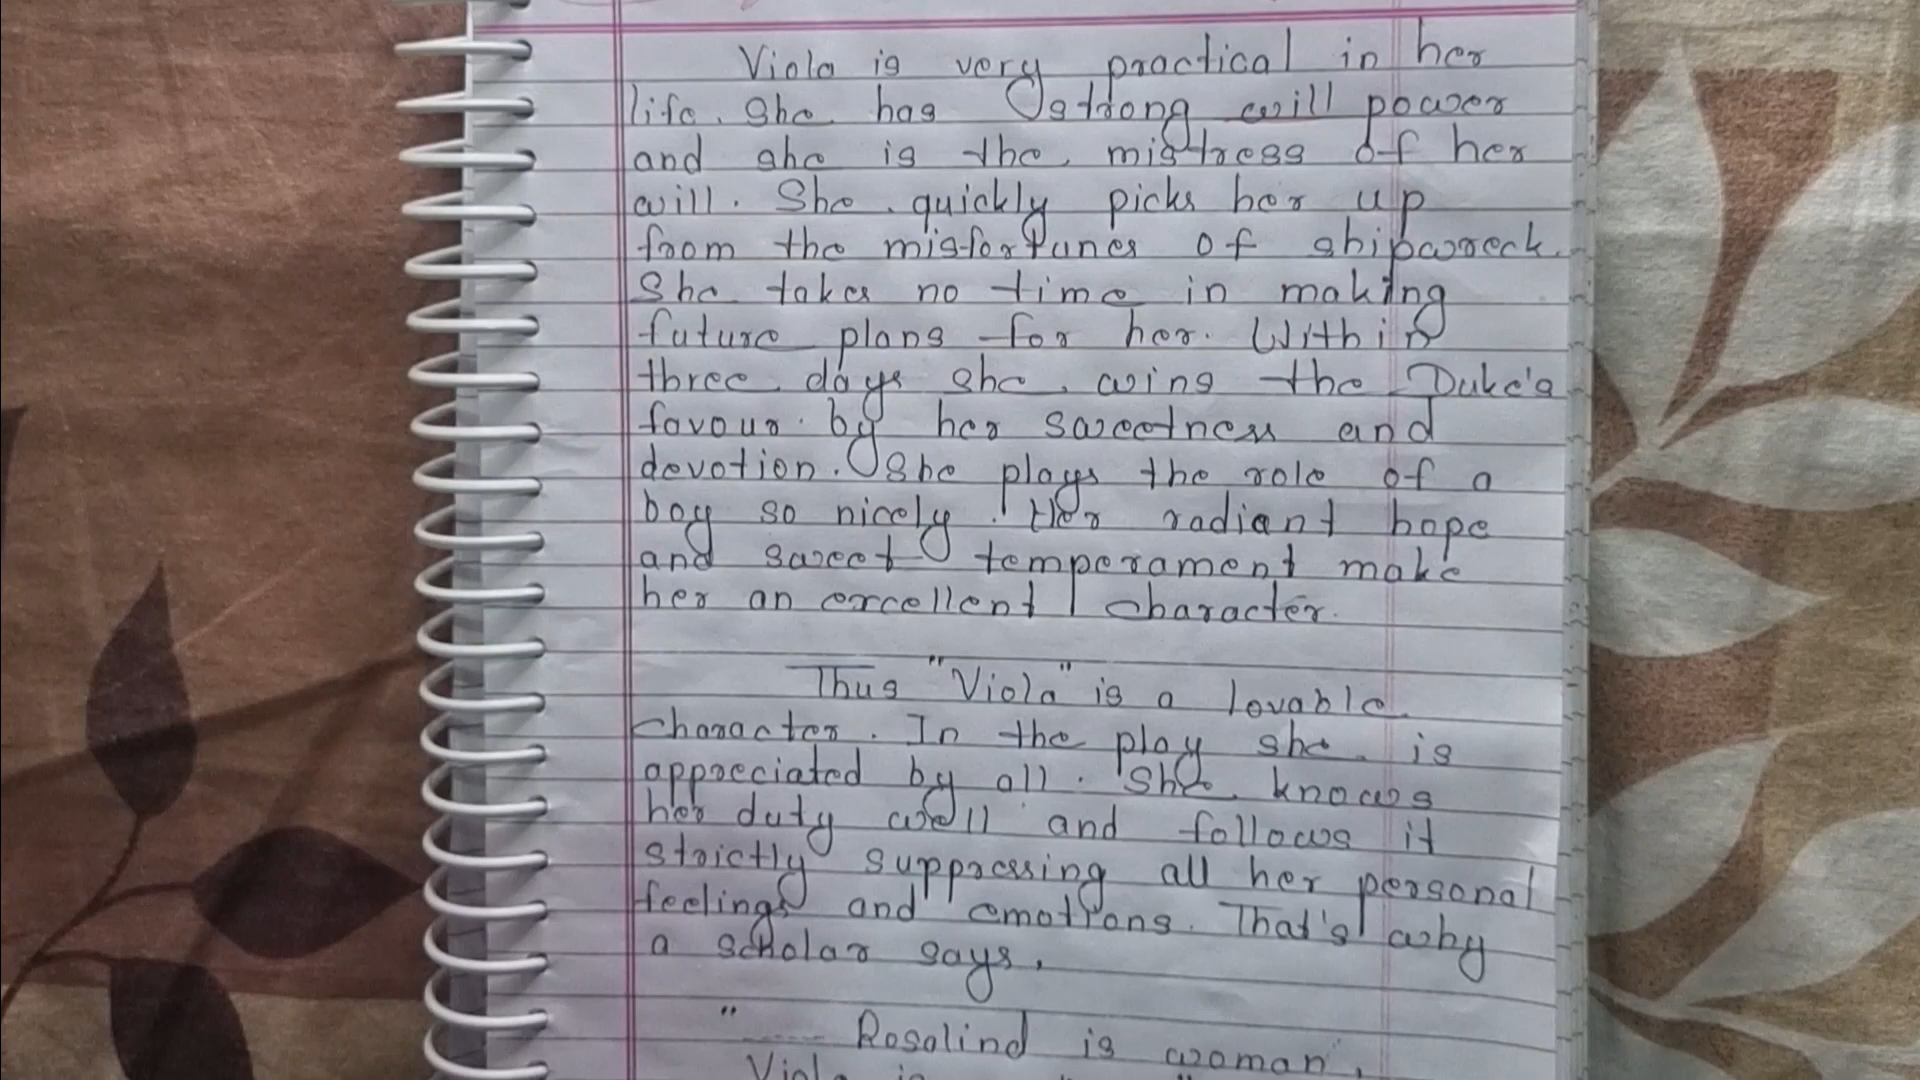 Viola is very practical in her
life. She has strong will power
and she is the mistress of her
will. She quickly picks her up
from the misfortunes of shipwreck.
She takes no time in making
future plans for her. Within
three days she wins the Duke's
favour by her sweetness and
devotion. She plays the role of a
boy so nicely. Her radiant hope
and sweet temperament make
her an excellent character.
Thus "Viola" is a lovable
character. In the play she is
appreciated by all. She knows
her duty well and follows it
strictly suppressing all her personal
feelings and emotions. That's why
a scholar says,
" Rosalind is woman,
Viola is